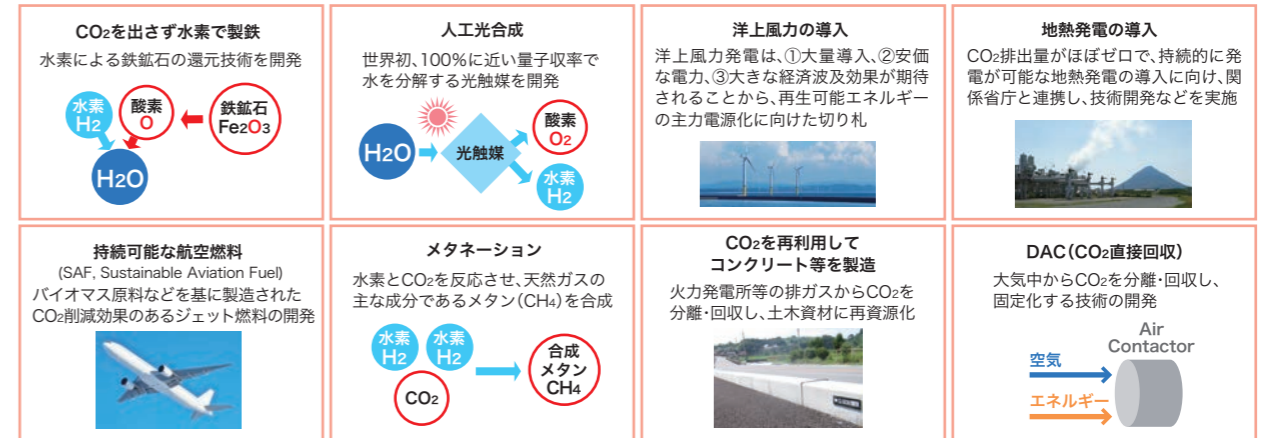 CO2を出さず水素で製鉄
水素による鉄鉱石の還元技術を開発
水素
H2
酸素
O
鉄鉱石
Fe2O3
H2O
人工光合成
世界初、100%に近い量子収率で
水を分解する光触媒を開発
H2O
光触媒
酸素
O2
水素
H2
洋上風力の導入
洋上風力発電は、①大量導入、②安価
な電力、③大きな経済波及効果が期待
されることから、再生可能エネルギー
の主力電源化に向けた切り札
地熱発電の導入
CO2排出量がほぼゼロで、持続的に発
電が可能な地熱発電の導入に向け、関
係省庁と連携し、技術開発などを実施
持続可能な航空燃料
(SAF, Sustainable Aviation Fuel)
バイオマス原料などを基に製造された
CO2削減効果のあるジェット燃料の開発
メタネーション
水素とCO2を反応させ、天然ガスの
主な成分であるメタン(CH4)を合成
水素
H2
水素
H2
CO2
合成
メタン
CH4
CO2を再利用して
コンクリート等を製造
火力発電所等の排ガスからCO2を
分離・回収し、土木資材に再資源化
DAC(CO2直接回収)
大気中からCO2を分離・回収し、
固定化する技術の開発
Air
Contactor
空気
エネルギー